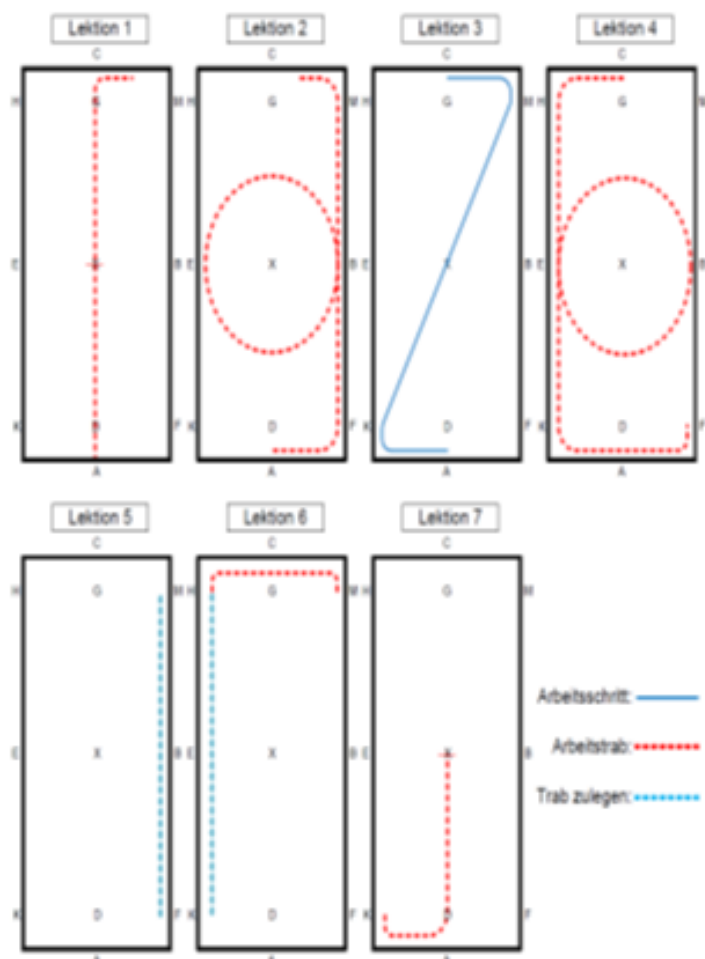 Lektion 1
Lektion 2
Lektion 3
Lektion 4
C
C
C
C
H
G
M
G
M
H
G
M
H
G
M
E
B
E
X
B
E
X
B
E
X
B
K
F
K
D
F
K
D
F
K
D
F
A
A
A
A
Lektion 5
Lektion 6
Lektion 7
C
C
C
H
G
M
H
G
M
H
G
M
E
X
B
E
X
B
E
X
B
K
D
F
K
D
F
K
D
F
Arbeitsschritt:
Arbeitstrab:
Trab zulegen: